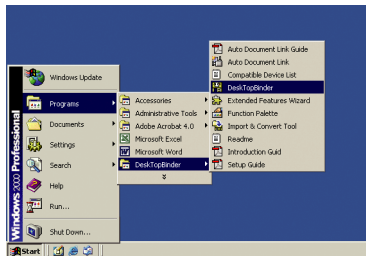 Auto Document Link Guide
Auto Document Link
Compatible Device List
DeskTopBinder
Extended Features Wizard
Function Palette
Import & Convert Tool
Readme
Introduction Guid
Setup Guide
Accessories
Administrative Tools
Adobe Acrobat 4.0
Microsoft Excel
Microsoft Word
DeskTopBinder
Windows Update
Programs
Documents
Settings
Search
Help
Run...
Shut Down...
Windows 2000 Professional
Start